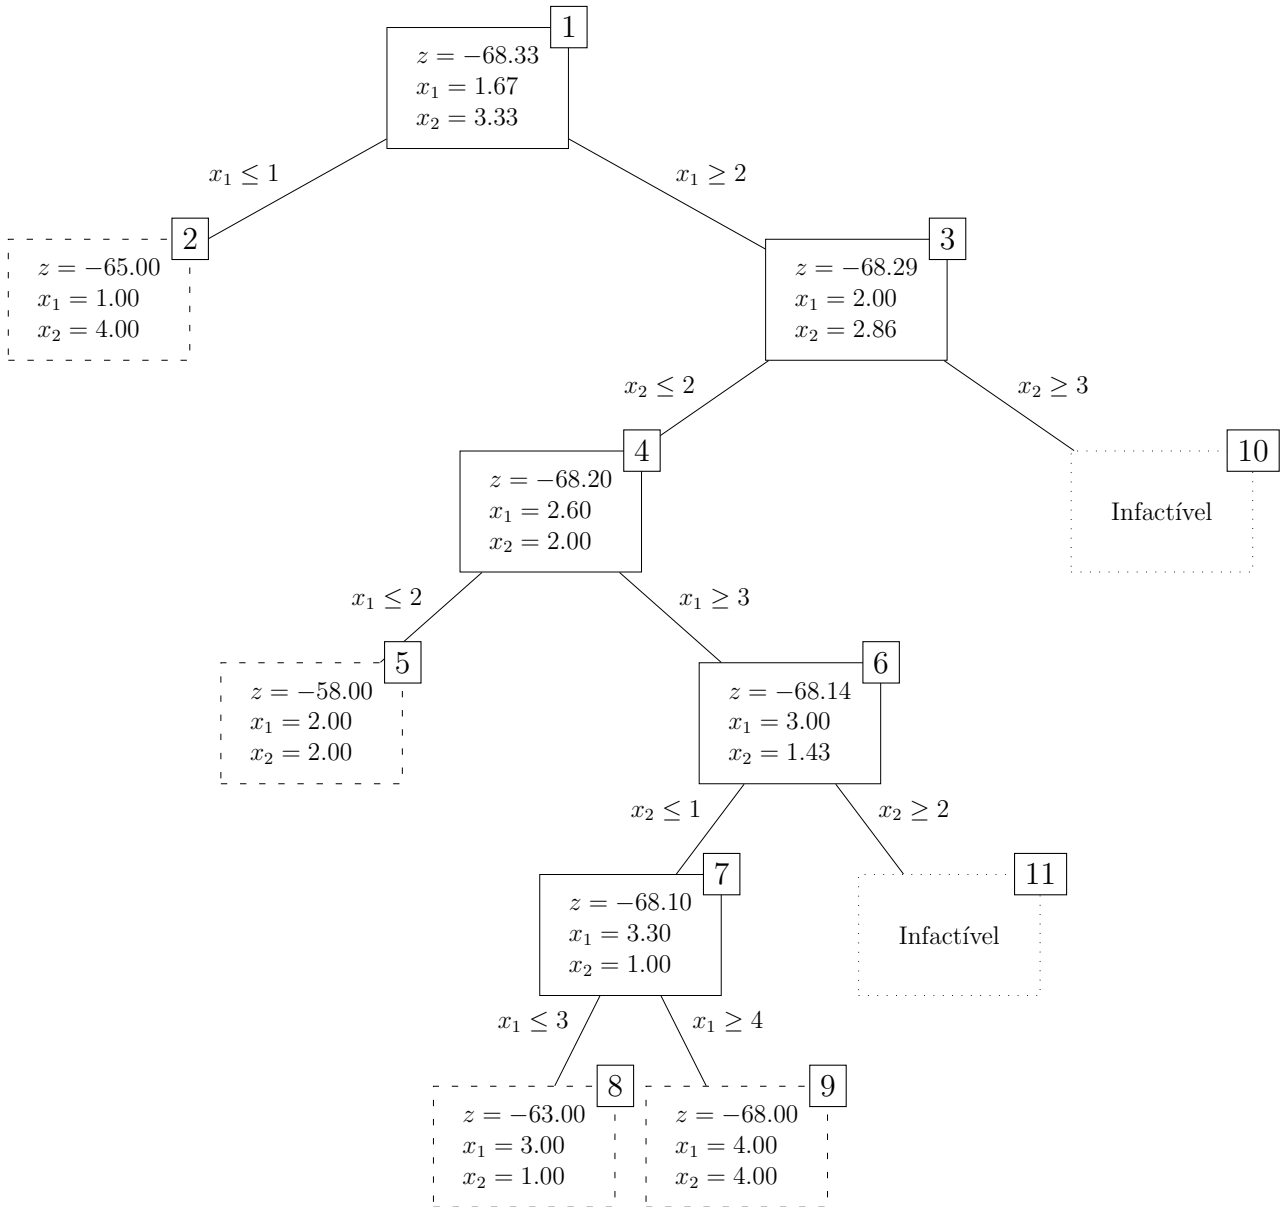 1
z = −68.33
x₁ = 1.67
x₂ = 3.33
x₁ ≤ 1
x₁ ≥ 2
2
z = −65.00
x₁ = 1.00
x₂ = 4.00
3
z = −68.29
x₁ = 2.00
x₂ = 2.86
x₂ ≤ 2
x₂ ≥ 3
4
z = −68.20
x₁ = 2.60
x₂ = 2.00
10
Infactível
x₁ ≤ 2
x₁ ≥ 3
5
z = −58.00
x₁ = 2.00
x₂ = 2.00
6
z = −68.14
x₁ = 3.00
x₂ = 1.43
x₂ ≤ 1
x₂ ≥ 2
7
z = −68.10
x₁ = 3.30
x₂ = 1.00
11
Infactível
x₁ ≤ 3
x₁ ≥ 4
8
z = −63.00
x₁ = 3.00
x₂ = 1.00
9
z = −68.00
x₁ = 4.00
x₂ = 4.00